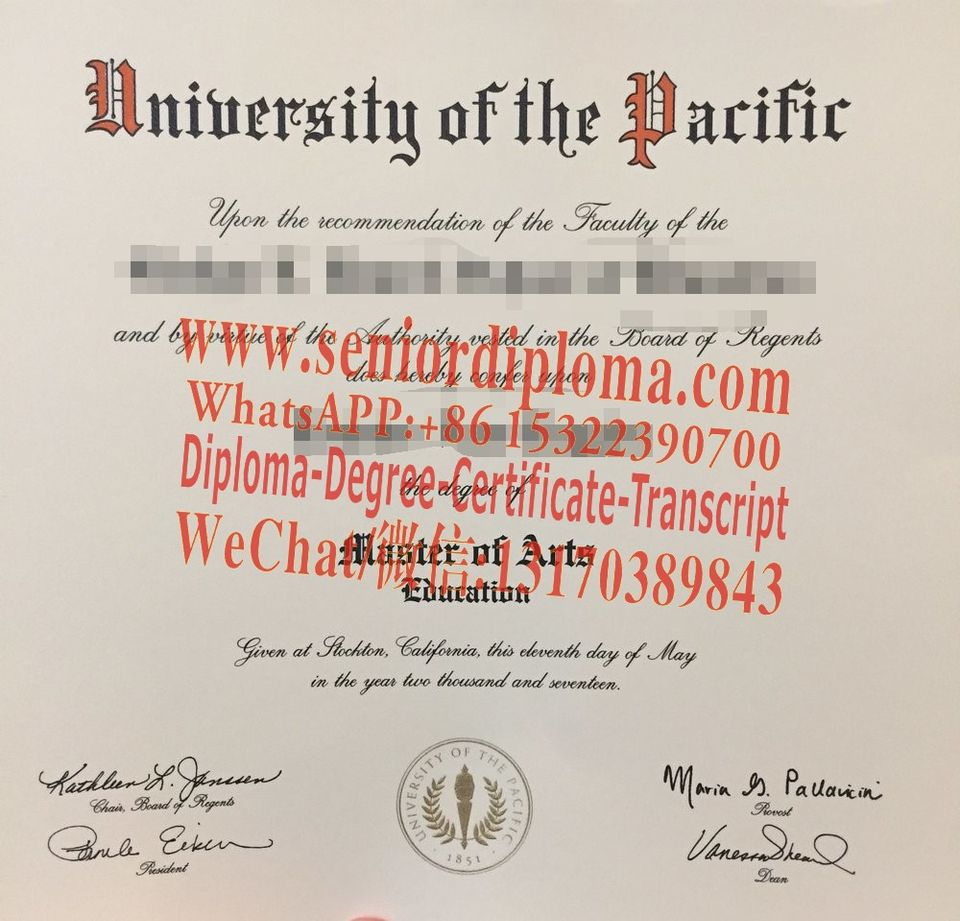 University of the Pacific
Upon the recommendation of the Faculty of the
and by virtue of the Authority vested in the Board of Regents
www.seniordiploma.com
does hereby confer upon
WhatsAPP:+86 15322390700
Diploma-Degree-Certificate-Transcript
the degree of
WeChat/微信:13170389843
Master of Arts
Education
Given at Stockton, California, this eleventh day of May
in the year two thousand and seventeen.
Kathleen L. Janssen
Chair, Board of Regents
President
UNIVERSITY OF THE PACIFIC
1851
Maria G. Pallavicini
Provost
Dean